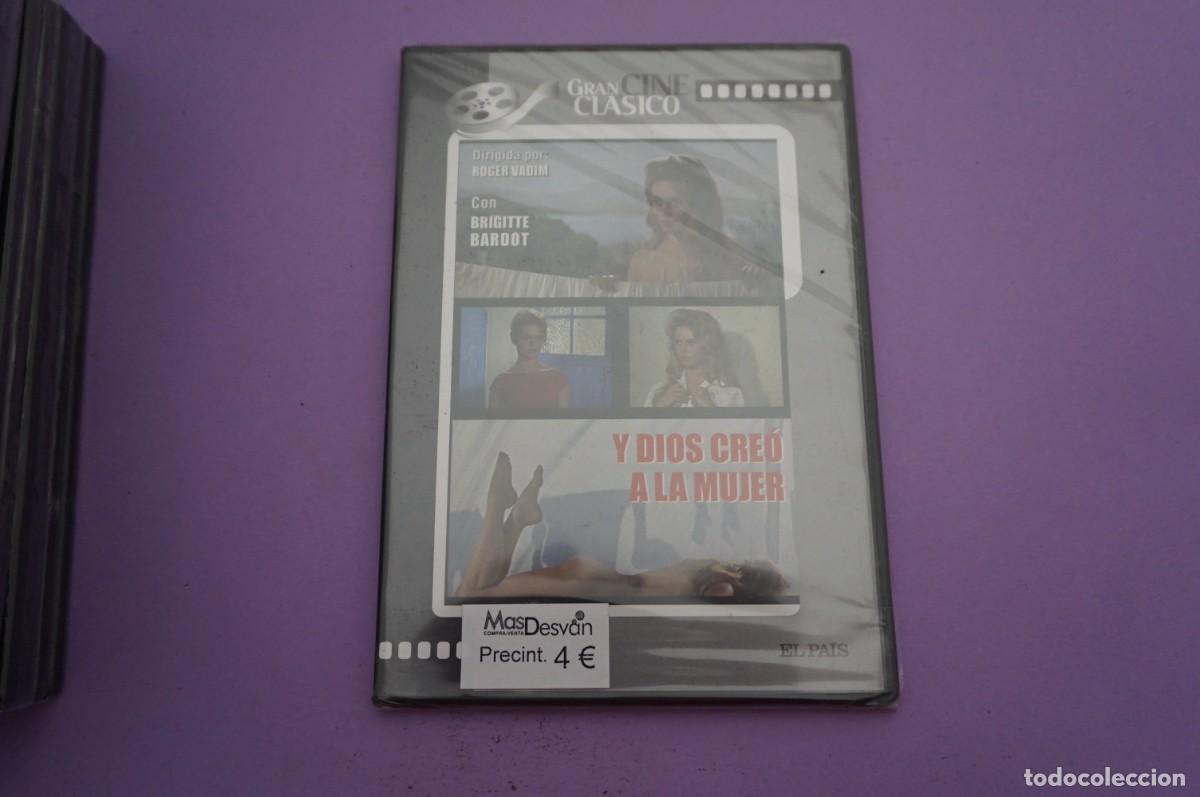 GRAN CINE
CLÁSICO
Dirigida por:
ROGER VADIM
Con
BRIGITTE
BARDOT
Y DIOS CREÓ
A LA MUJER
MasDesván
COMPRA-VENTA
Precint. 4 €
EL PAÍS
todocoleccion